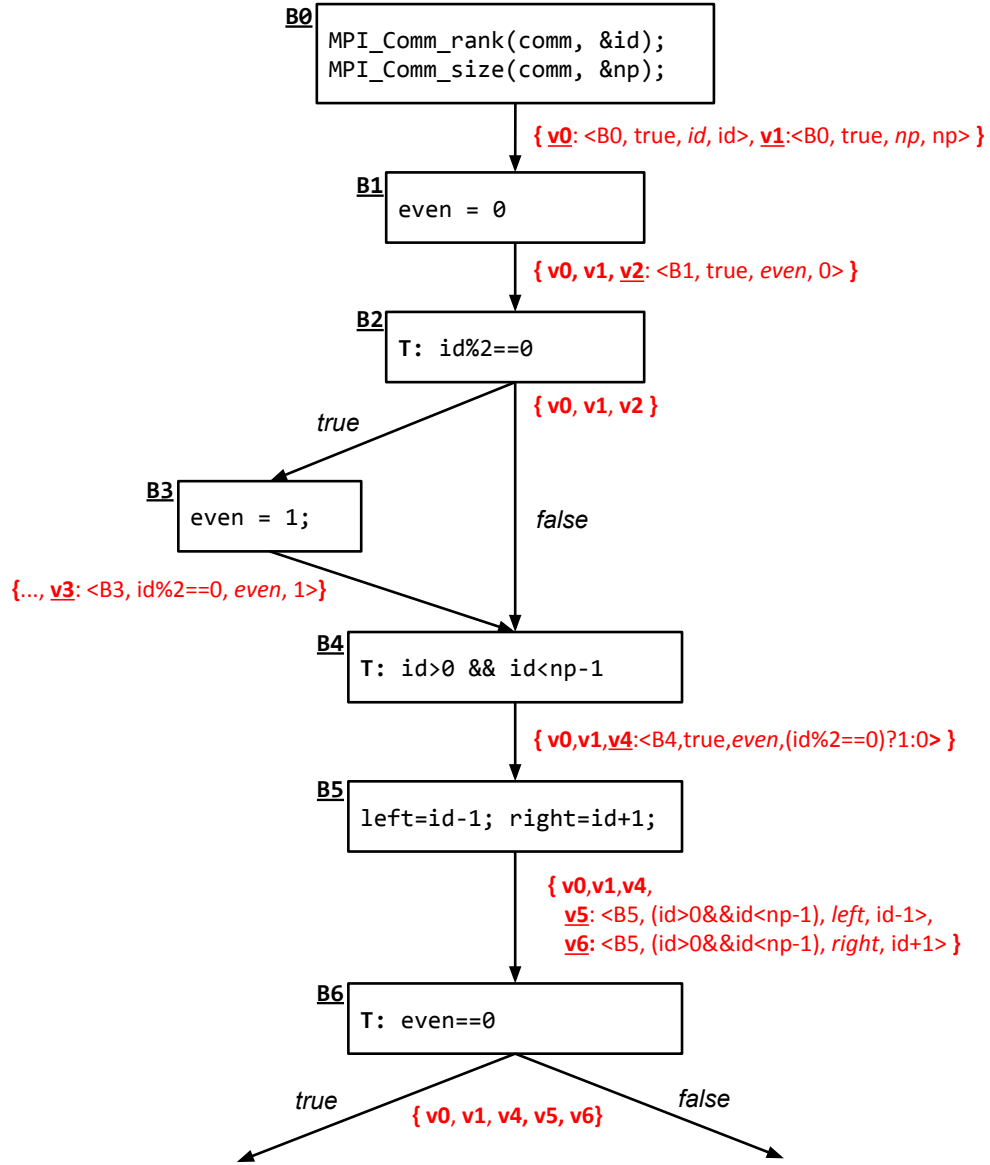 B0
MPI_Comm_rank(comm, &id);
MPI_Comm_size(comm, &np);
{ v0: <B0, true, id, id>, v1:<B0, true, np, np> }
B1
even = 0
{ v0, v1, v2: <B1, true, even, 0> }
B2
T: id%2==0
{ v0, v1, v2 }
true
B3
even = 1;
false
{..., v3: <B3, id%2==0, even, 1>}
B4
T: id>0 && id<np-1
{ v0,v1,v4:<B4,true,even,(id%2==0)?1:0> }
B5
left=id-1; right=id+1;
{ v0,v1,v4,
v5: <B5, (id>0&&id<np-1), left, id-1>,
v6: <B5, (id>0&&id<np-1), right, id+1> }
B6
T: even==0
true
false
{ v0, v1, v4, v5, v6}